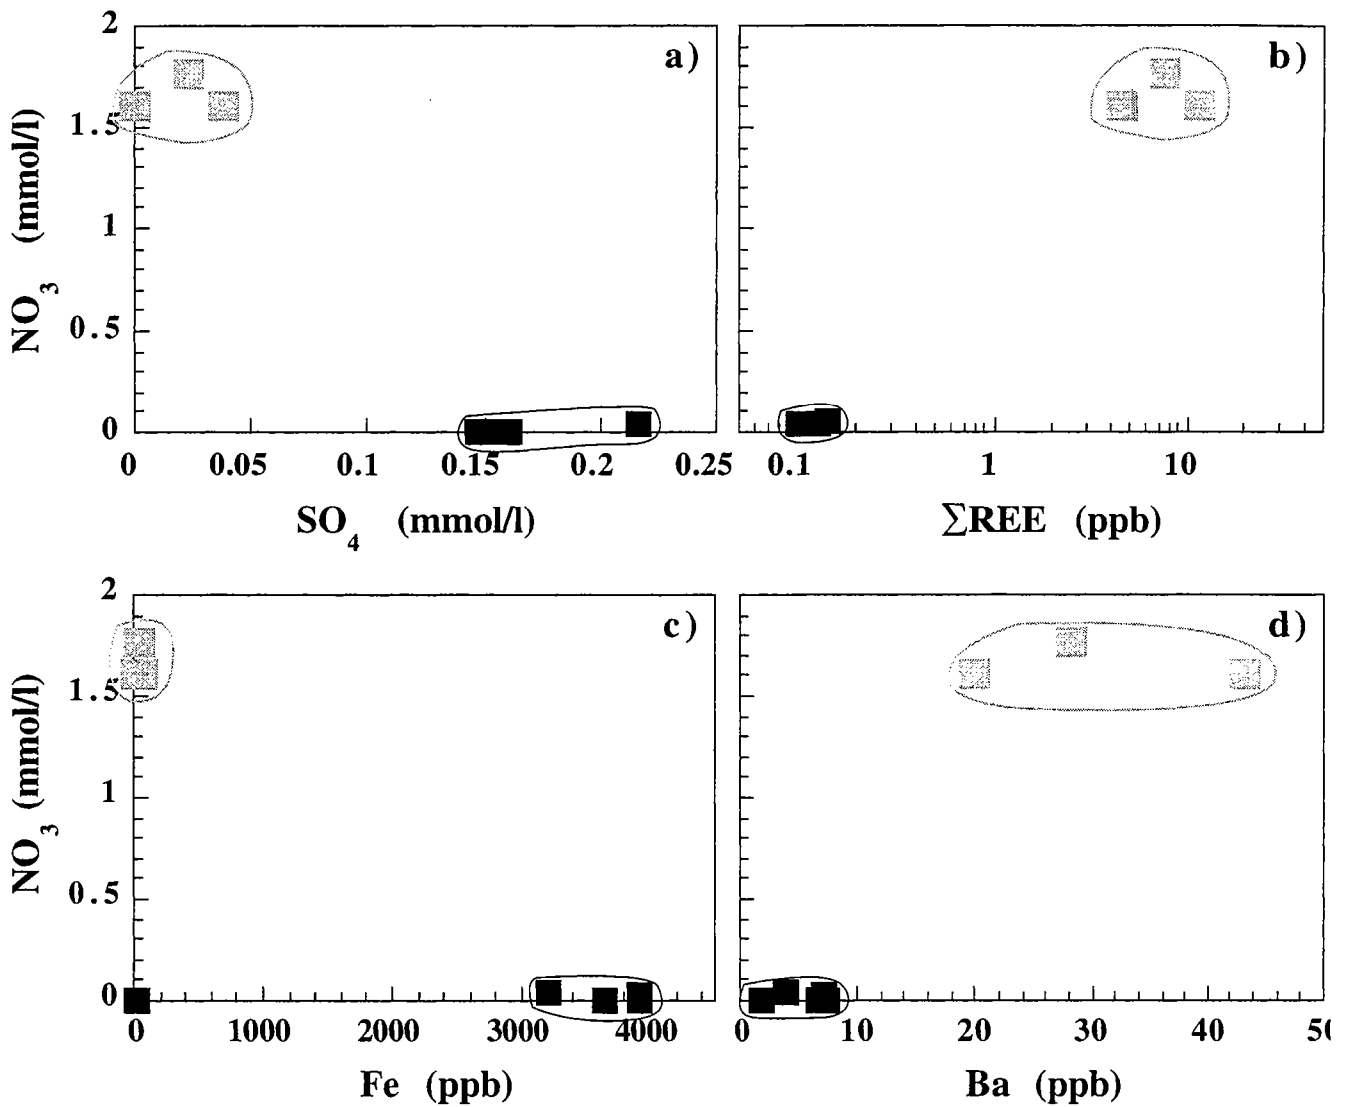 2
a)
b)
1.5
1
0.5
0
NO3 (mmol/l)
0 0.05 0.1 0.15 0.2 0.25
0.1 1 10
SO4 (mmol/l)
∑REE (ppb)
2
c)
d)
1.5
1
0.5
0
NO3 (mmol/l)
0 1000 2000 3000 4000
0 10 20 30 40
Fe (ppb)
Ba (ppb)